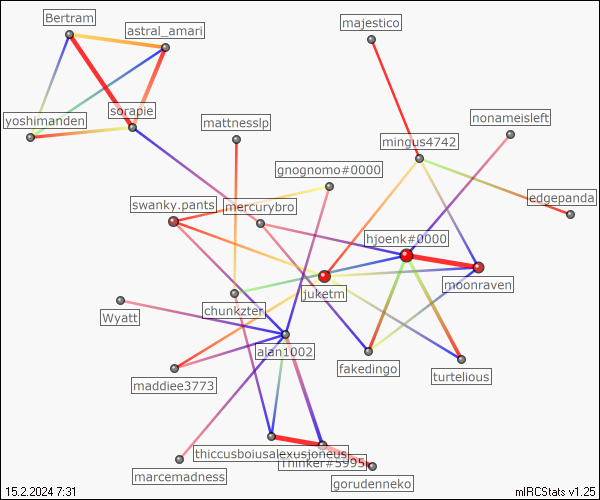 Bertram
astral_amari
majestico
yoshimanden
sorapie
mattnesslp
mingus4742
nonameisleft
gnognomo#0000
swanky.pants
mercurybro
edgepanda
hjoenk#0000
moonraven
juketm
chunkzter
Wyatt
alan1002
fakedingo
turtelious
maddiee3773
thiccusboiusalexusjoneus
Thinker#5995
marcemadness
gorudenneko
15.2.2024 7:31
mIRCStats v1.25